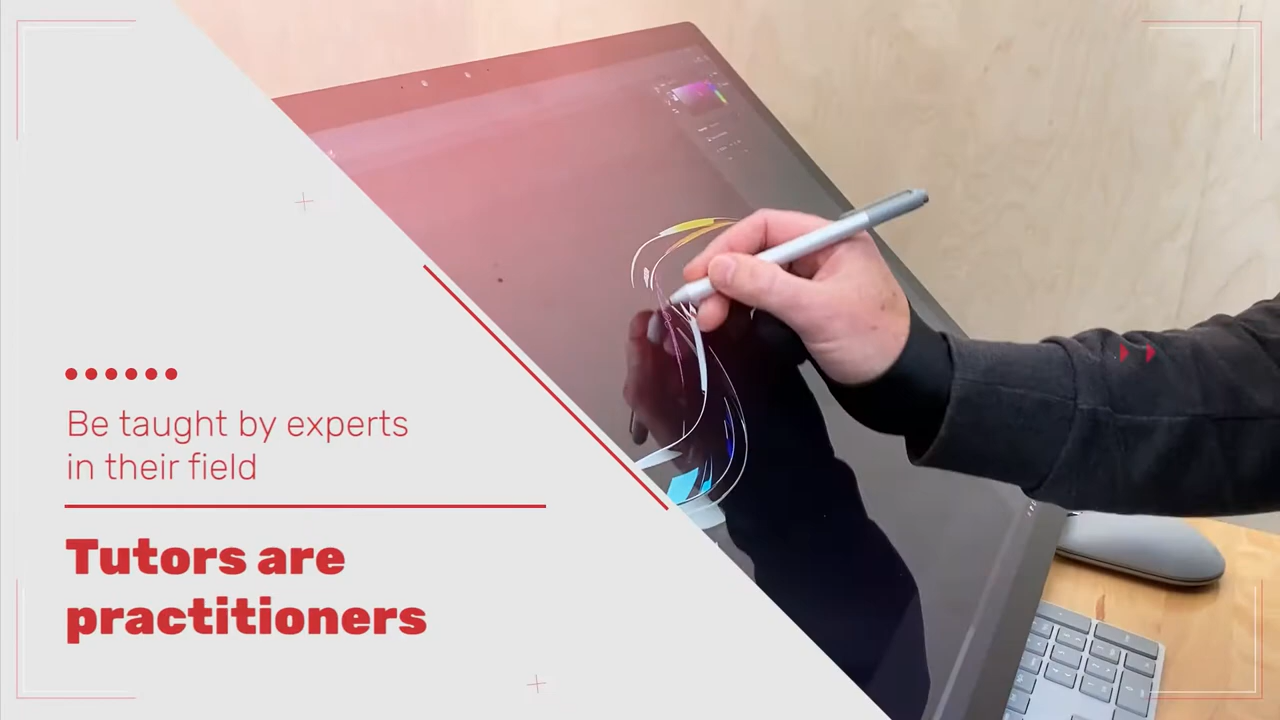 Be taught by experts
in their field
Tutors are
practitioners